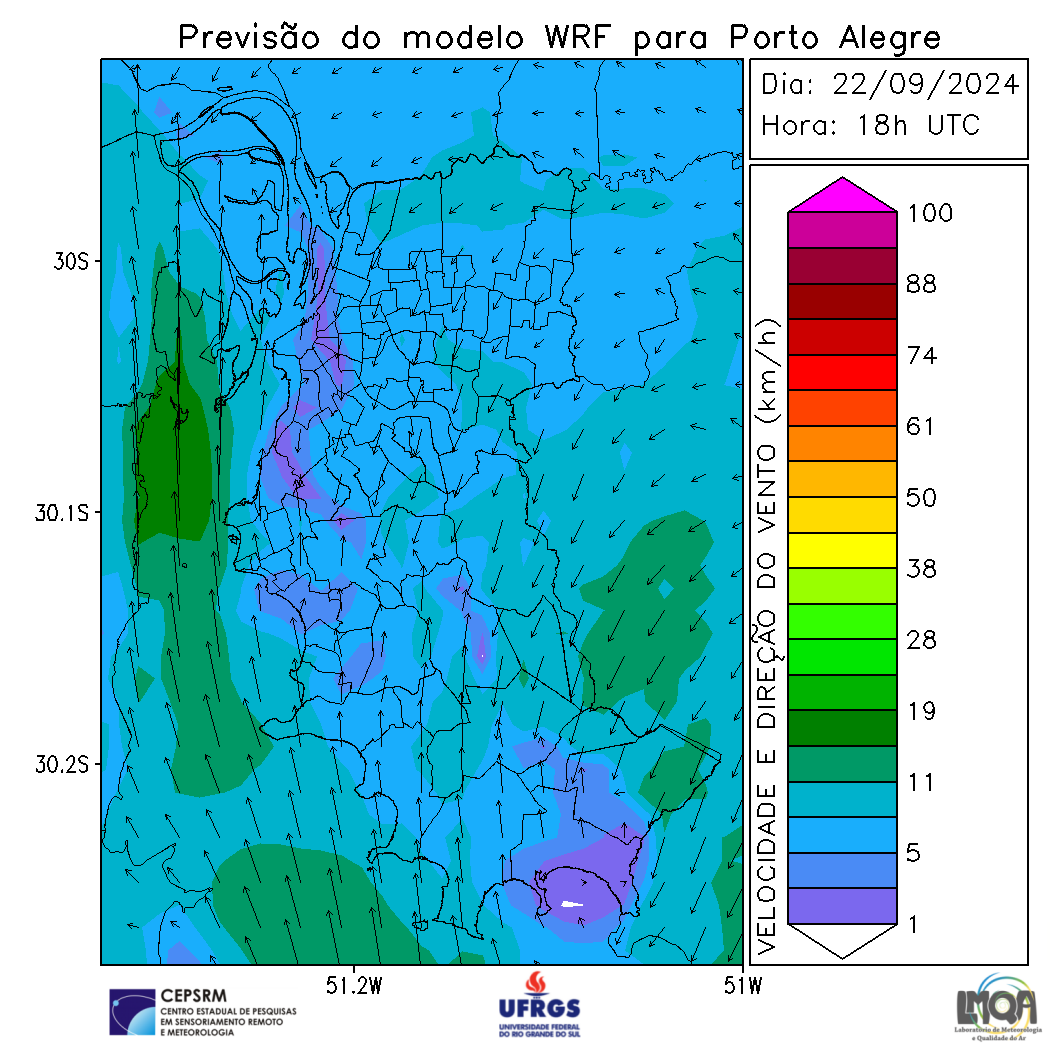 Previsão do modelo WRF para Porto Alegre
Dia: 22/09/2024
Hora: 18h UTC
30S
30.1S
30.2S
51.2W
51W
VELOCIDADE E DIREÇÃO DO VENTO (km/h)
100
88
74
61
50
38
28
19
11
5
1
CEPSRM
CENTRO ESTADUAL DE PESQUISAS
EM SENSORIAMENTO REMOTO
E METEOROLOGIA
UFRGS
UNIVERSIDADE FEDERAL
DO RIO GRANDE DO SUL
LMQA
Laboratório de Meteorologia
e Qualidade do Ar